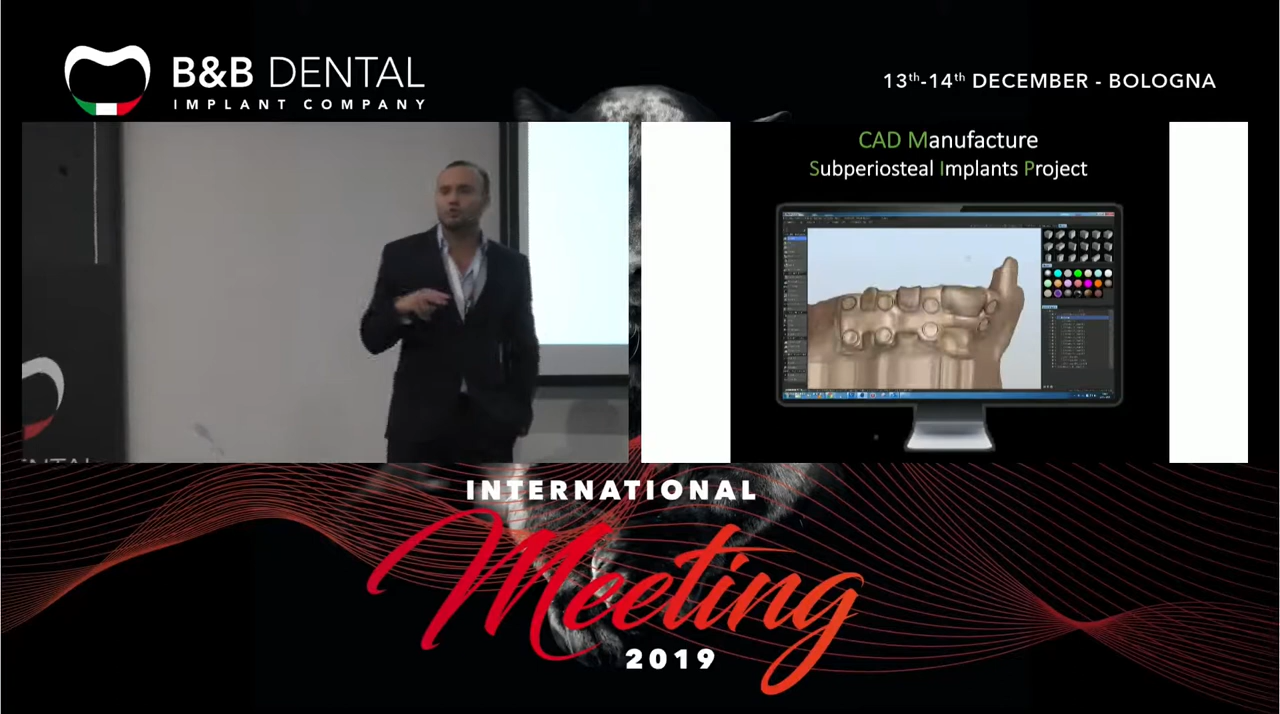 B&B DENTAL
IMPLANT COMPANY
13th-14th DECEMBER - BOLOGNA
CAD Manufacture
Subperiosteal Implants Project
INTERNATIONAL
Meeting
2019